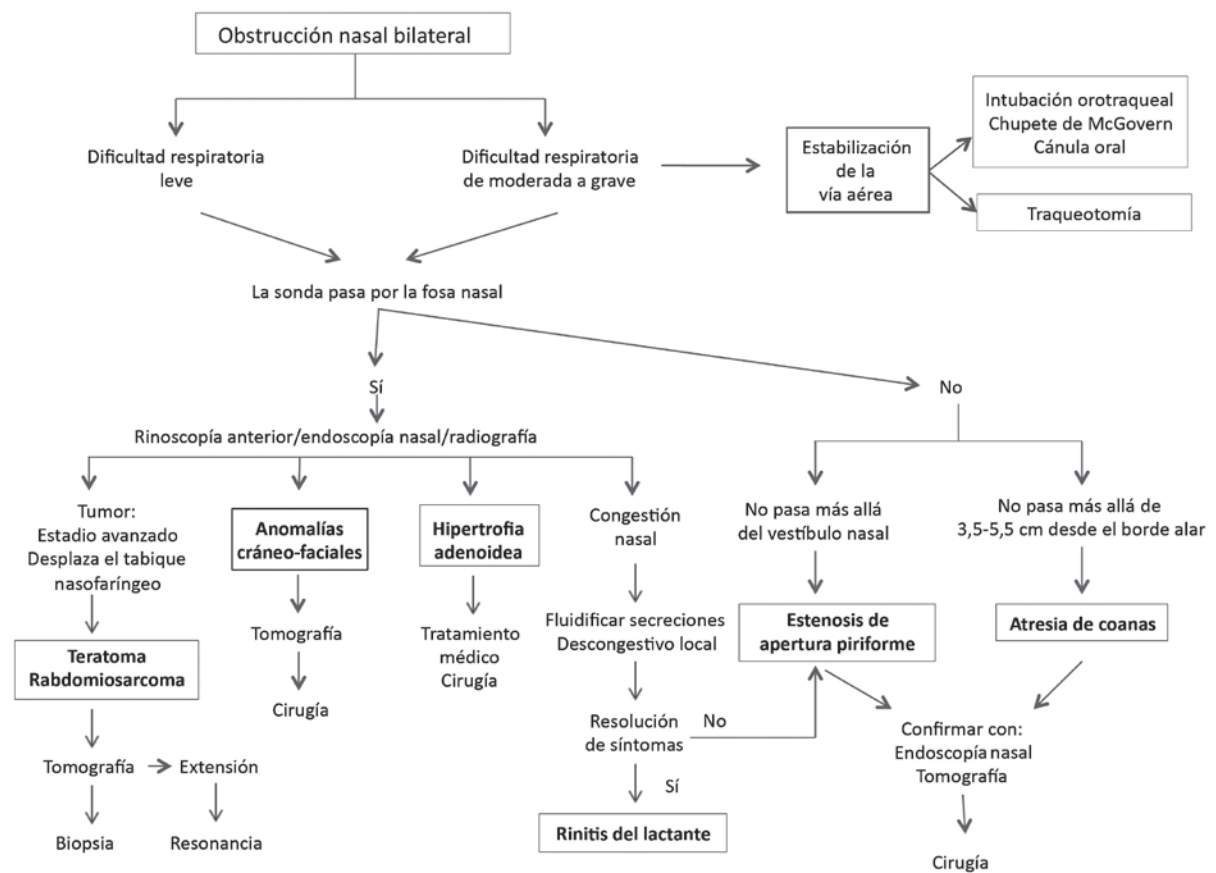 Obstrucción nasal bilateral
Dificultad respiratoria
leve
Dificultad respiratoria
de moderada a grave
Estabilización
de la
vía aérea
Intubación orotraqueal
Chupete de McGovern
Cánula oral
Traqueotomía
La sonda pasa por la fosa nasal
Sí
No
Rinoscopía anterior/endoscopía nasal/radiografía
Tumor:
Estadio avanzado
Desplaza el tabique
nasofaríngeo
Teratoma
Rabdomiosarcoma
Tomografía
Extensión
Biopsia
Resonancia
Anomalías
cráneo-faciales
Tomografía
Cirugía
Hipertrofia
adenoidea
Tratamiento
médico
Cirugía
Congestión
nasal
Fluidificar secreciones
Descongestivo local
Resolución
de síntomas
No
Sí
Rinitis del lactante
No pasa más allá
del vestíbulo nasal
Estenosis de
apertura piriforme
No pasa más allá de
3,5-5,5 cm desde el borde alar
Atresia de coanas
Confirmar con:
Endoscopía nasal
Tomografía
Cirugía